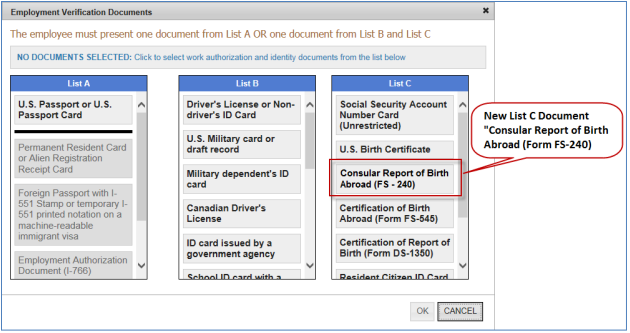 Employment Verification Documents
The employee must present one document from List A OR one document from List B and List C
NO DOCUMENTS SELECTED: Click to select work authorization and identity documents from the list below
List A
U.S. Passport or U.S.
Passport Card
Permanent Resident Card
or Alien Registration
Receipt Card
Foreign Passport with I-
551 Stamp or temporary I-
551 printed notation on a
machine-readable
immigrant visa
Employment Authorization
Document (I-766)
List B
Driver's License or Non-
driver's ID Card
U.S. Military card or
draft record
Military dependent's ID
card
Canadian Driver's
License
ID card issued by a
government agency
School ID card with a
List C
Social Security Account
Number Card
(Unrestricted)
U.S. Birth Certificate
Consular Report of Birth
Abroad (FS - 240)
Certification of Birth
Abroad (Form FS-545)
Certification of Report of
Birth (Form DS-1350)
Resident Citizen ID Card
New List C Document
"Consular Report of Birth
Abroad (Form FS-240)
OK
CANCEL